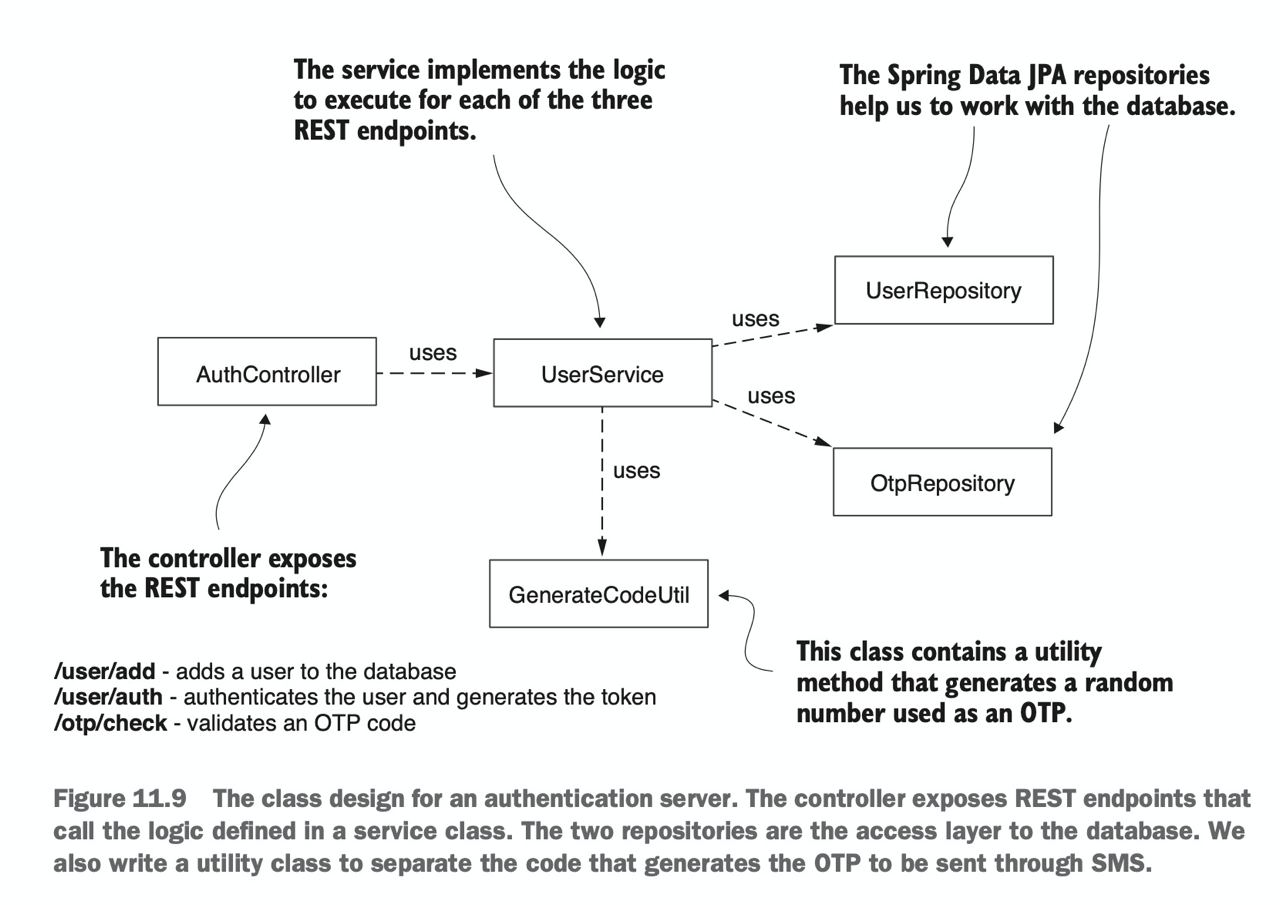 The service implements the logic
to execute for each of the three
REST endpoints.
The Spring Data JPA repositories
help us to work with the database.
UserRepository
uses
AuthController
uses
UserService
uses
OtpRepository
uses
GenerateCodeUtil
The controller exposes
the REST endpoints:
/user/add - adds a user to the database
/user/auth - authenticates the user and generates the token
/otp/check - validates an OTP code
This class contains a utility
method that generates a random
number used as an OTP.
Figure 11.9 The class design for an authentication server. The controller exposes REST endpoints that
call the logic defined in a service class. The two repositories are the access layer to the database. We
also write a utility class to separate the code that generates the OTP to be sent through SMS.